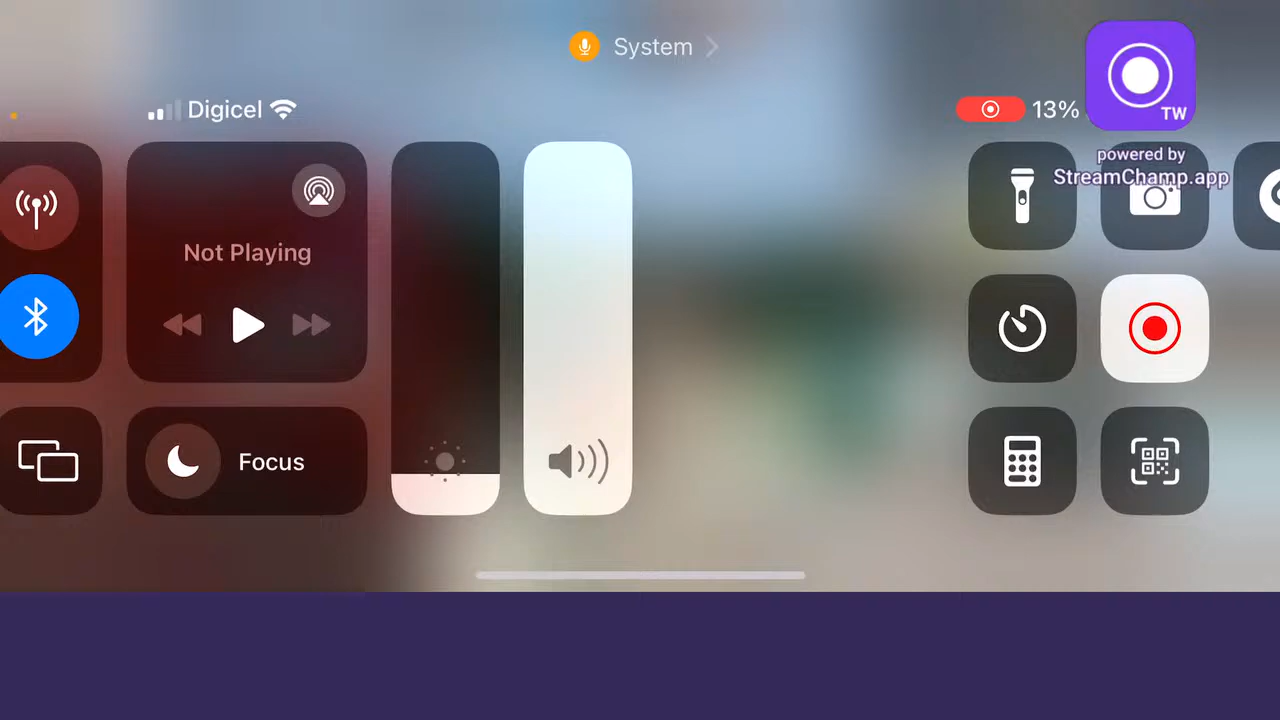 System
Digicel
13%
TW
powered by
StreamChamp.app
Not Playing
Focus